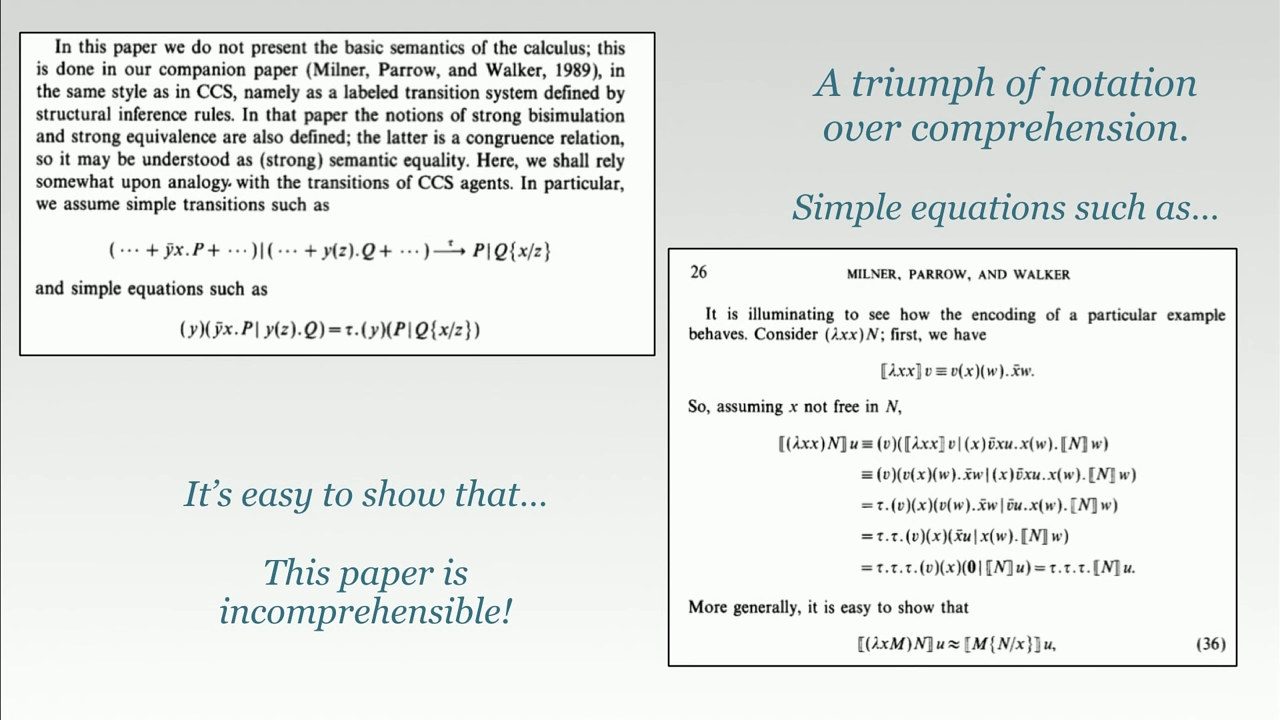 In this paper we do not present the basic semantics of the calculus; this
is done in our companion paper (Milner, Parrow, and Walker, 1989), in
the same style as in CCS, namely as a labeled transition system defined by
structural inference rules. In that paper the notions of strong bisimulation
and strong equivalence are also defined; the latter is a congruence relation,
so it may be understood as (strong) semantic equality. Here, we shall rely
somewhat upon analogy with the transitions of CCS agents. In particular,
we assume simple transitions such as
(⋯ + ȳx.P + ⋯)|(⋯ + y(z).Q + ⋯) —τ→ P|Q{x/z}
and simple equations such as
(y)(ȳx.P|y(z).Q) = τ.(y)(P|Q{x/z})
A triumph of notation
over comprehension.
Simple equations such as...
26 MILNER, PARROW, AND WALKER
It is illuminating to see how the encoding of a particular example
behaves. Consider (λxx)N; first, we have
⟦λxx⟧v ≡ v(x)(w).x̄w.
So, assuming x not free in N,
⟦(λxx)N⟧u ≡ (v)(⟦λxx⟧v|(x)v̄xu.x(w).⟦N⟧w)
≡ (v)(v(x)(w).x̄w|(x)v̄xu.x(w).⟦N⟧w)
= τ.(v)(x)(v(w).x̄w|v̄u.x(w).⟦N⟧w)
= τ.τ.(v)(x)(x̄u|x(w).⟦N⟧w)
= τ.τ.τ.(v)(x)(0|⟦N⟧u) = τ.τ.τ.⟦N⟧u.
More generally, it is easy to show that
⟦(λxM)N⟧u ≈ ⟦M{N/x}⟧u, (36)
It's easy to show that...
This paper is
incomprehensible!